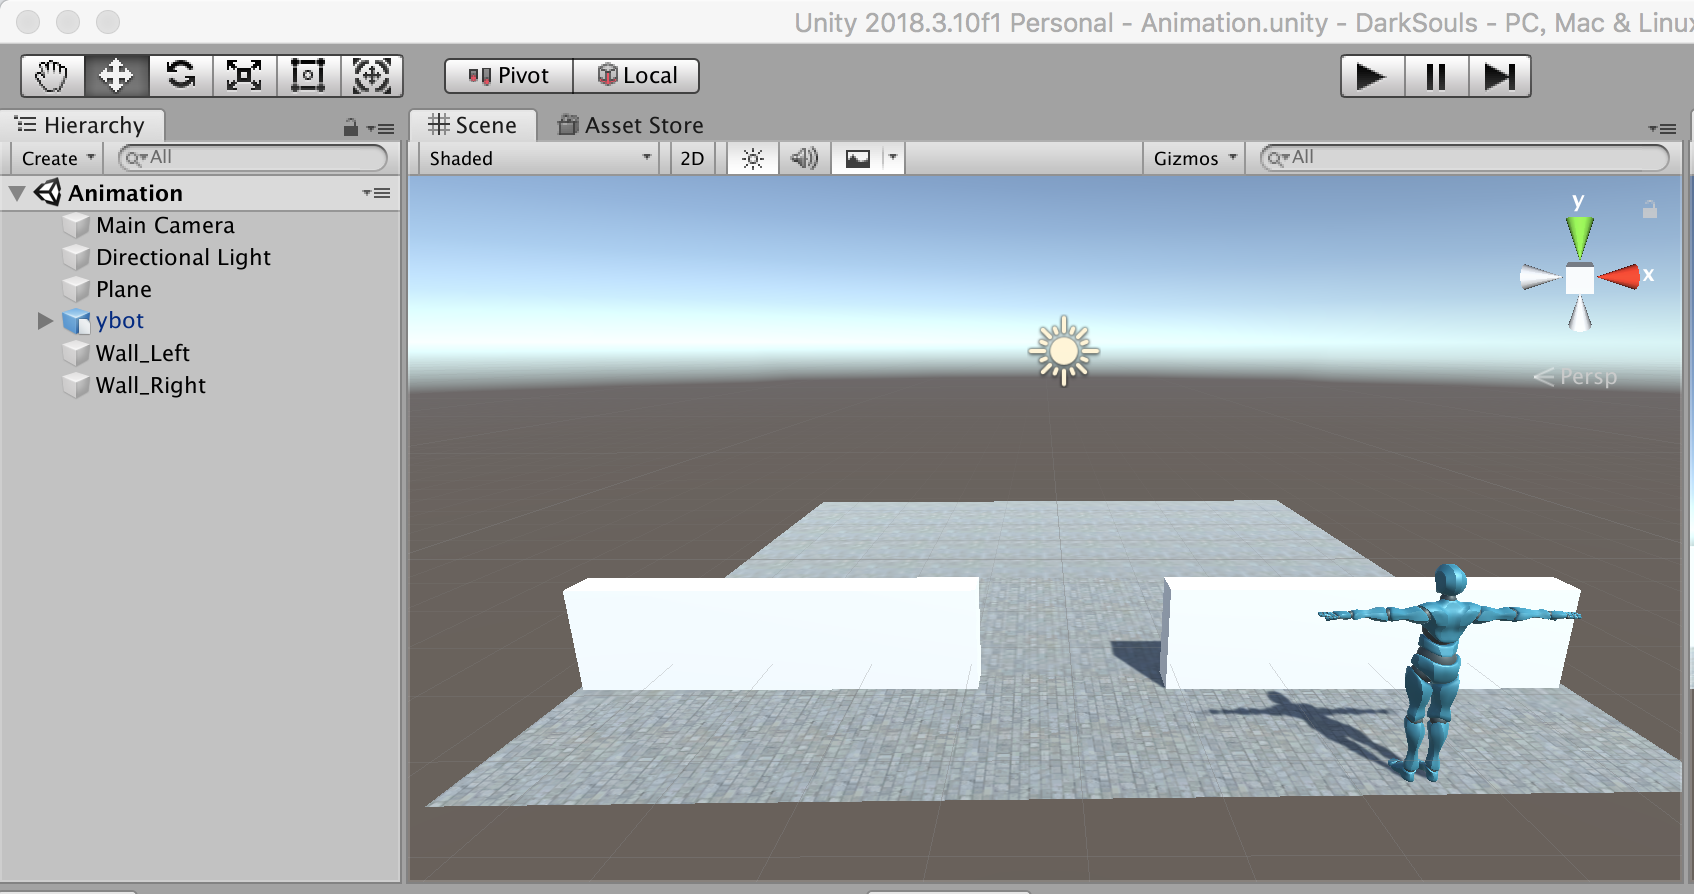 Unity 2018.3.10f1 Personal - Animation.unity - DarkSouls - PC, Mac & Linux
Pivot Local
Hierarchy
Scene Asset Store
Create All
Shaded 2D Gizmos All
Animation
Main Camera
Directional Light
Plane
ybot
Wall_Left
Wall_Right
y
x
Persp